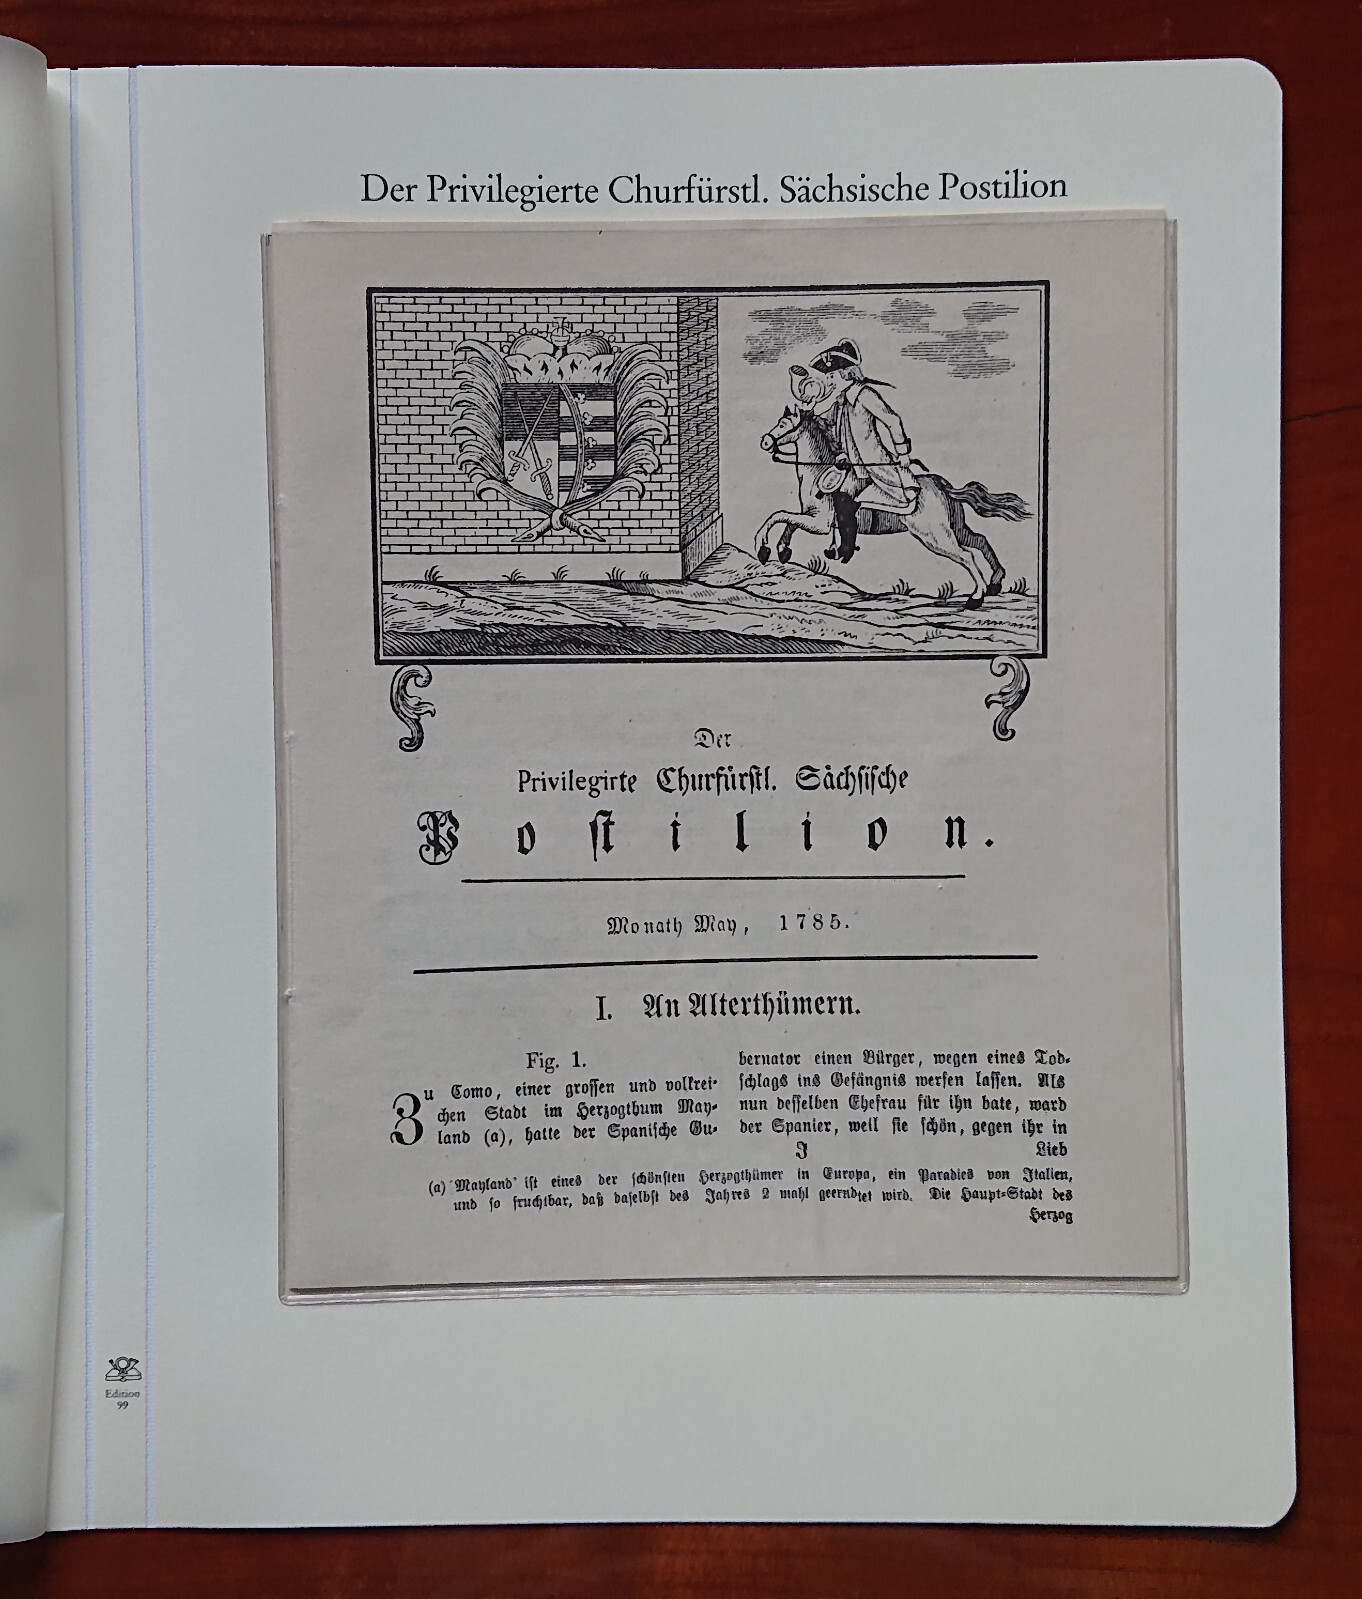 Der Privilegierte Churfürstl. Sächsische Postilion
Der
Privilegirte Churfürſtl. Sächſiſche
Poſtilion.
Monath May, 1785.
I. An Alterthümern.
Fig. 1.
Zu Como, einer groſſen und volkrei-
chen Stadt im Herzogthum May-
land (a), hatte der Spaniſche Gu-
bernator einen Bürger, wegen eines Tod-
ſchlags ins Gefängnis werfen laſſen. Als
nun deſſelben Ehefrau für ihn bate, ward
der Spanier, weil ſie ſchön, gegen ihr in
J
Lieb
(a) Mayland iſt eines der ſchönſten Herzogthümer in Europa, ein Paradies von Italien,
und ſo fruchtbar, daß daſelbſt des Jahres 2 mahl geerndtet wird. Die Haupt-Stadt des
Herzog
Edition
99